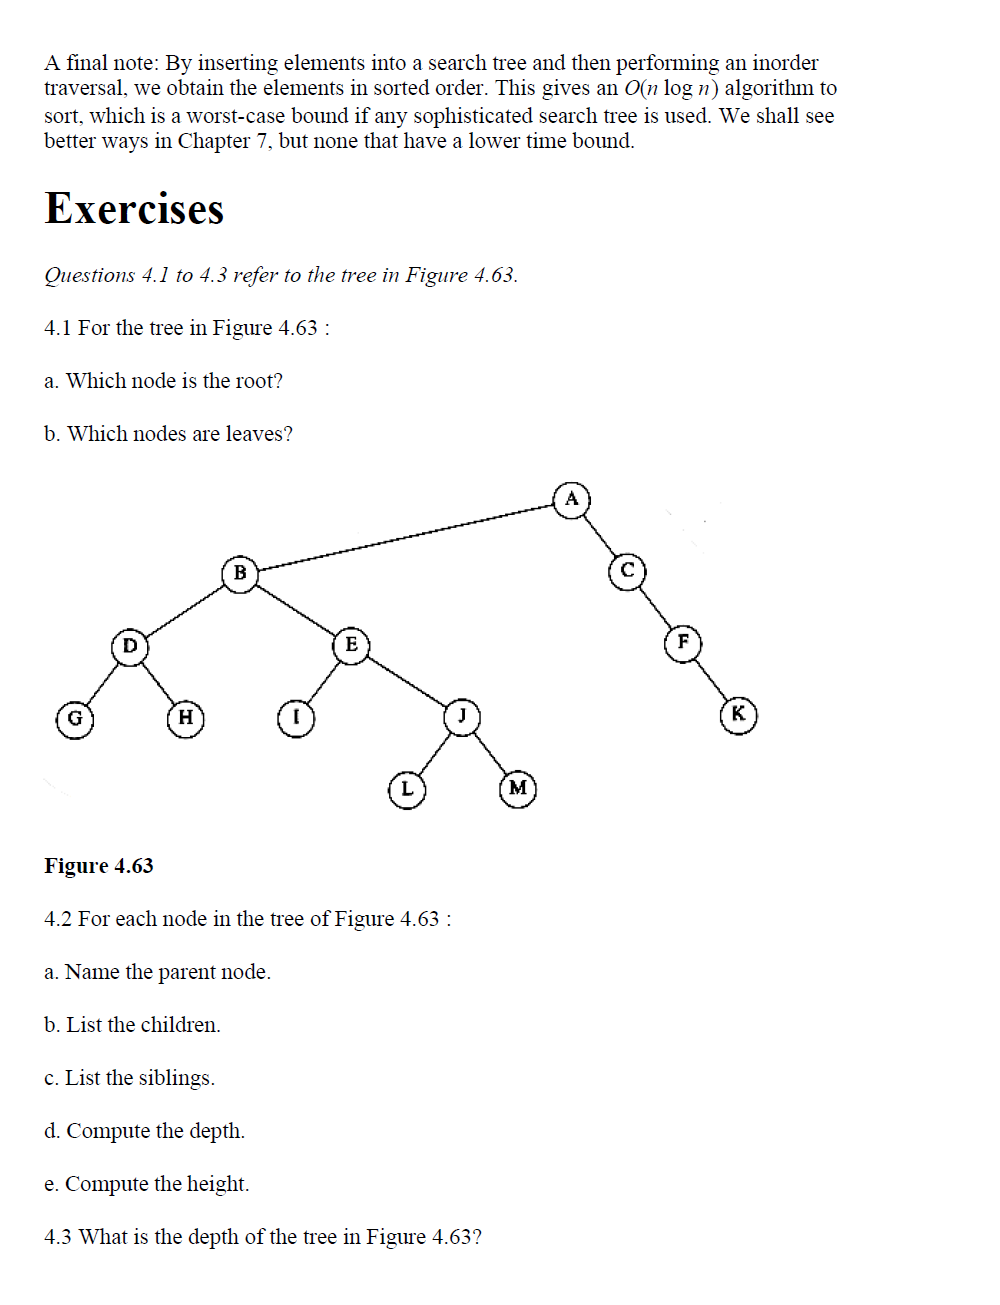 A final note: By inserting elements into a search tree and then performing an inorder
traversal, we obtain the elements in sorted order. This gives an O(n log n) algorithm to
sort, which is a worst-case bound if any sophisticated search tree is used. We shall see
better ways in Chapter 7, but none that have a lower time bound.
Exercises
Questions 4.1 to 4.3 refer to the tree in Figure 4.63.
4.1 For the tree in Figure 4.63 :
a. Which node is the root?
b. Which nodes are leaves?
A
B
C
D
E
F
G
H
I
J
K
L
M
Figure 4.63
4.2 For each node in the tree of Figure 4.63 :
a. Name the parent node.
b. List the children.
c. List the siblings.
d. Compute the depth.
e. Compute the height.
4.3 What is the depth of the tree in Figure 4.63?